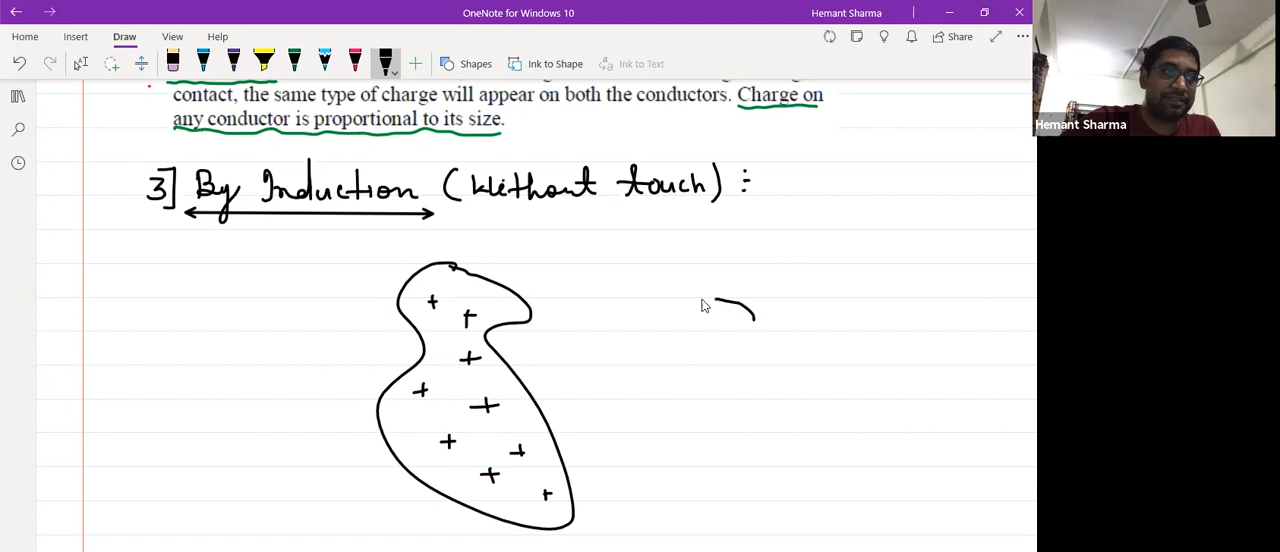 OneNote for Windows 10
Hemant Sharma
Home Insert Draw View Help
Share
Shapes Ink to Shape Ink to Text
contact, the same type of charge will appear on both the conductors. Charge on
any conductor is proportional to its size.
3] By Induction (Without touch) :
Hemant Sharma
+
+
+
+
+
+
+
+
+